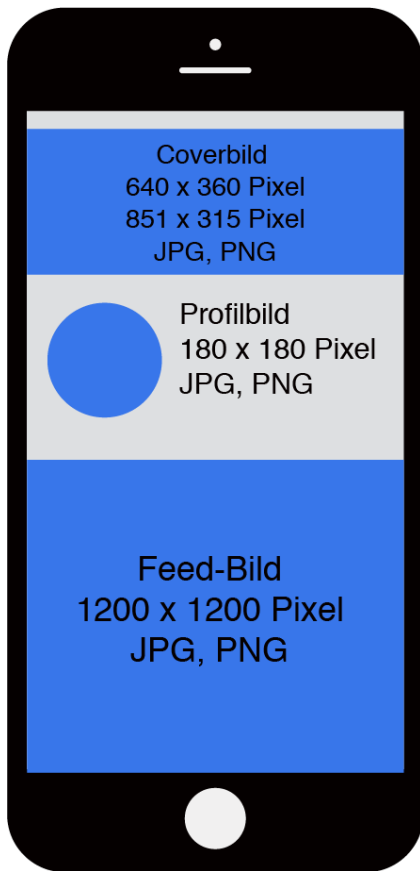 Coverbild
640 x 360 Pixel
851 x 315 Pixel
JPG, PNG
Profilbild
180 x 180 Pixel
JPG, PNG
Feed-Bild
1200 x 1200 Pixel
JPG, PNG